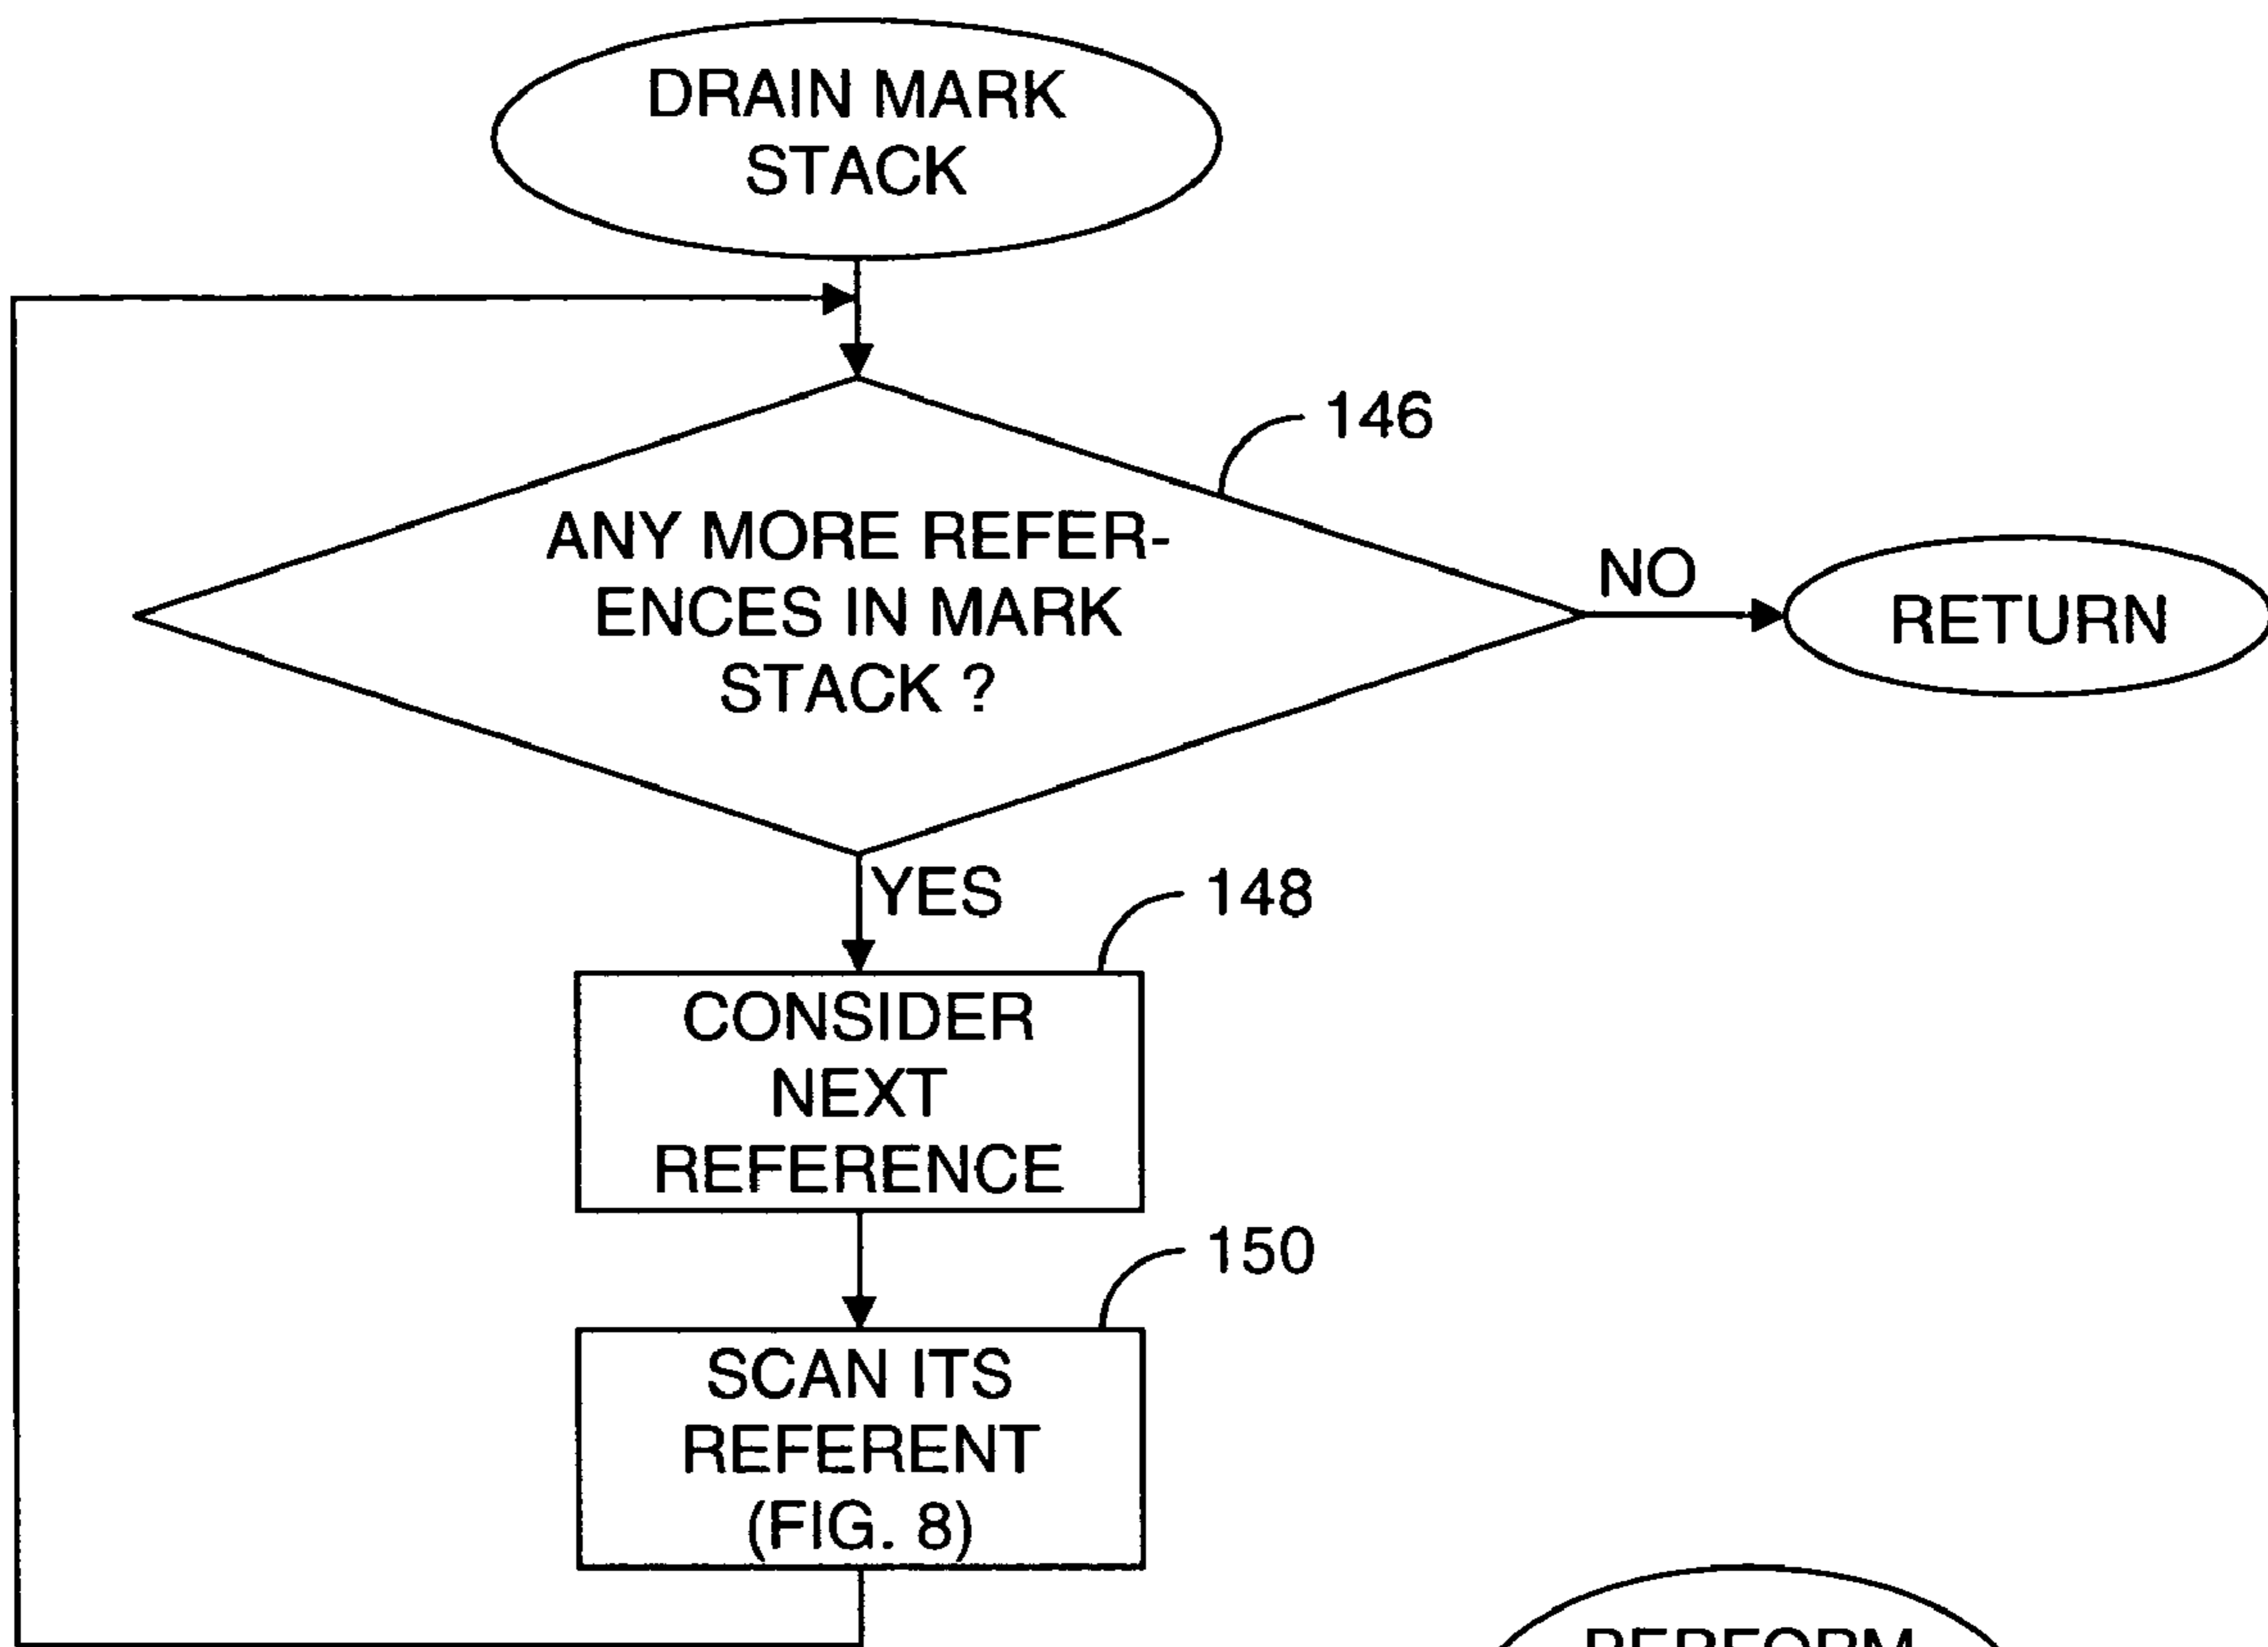 DRAIN MARK
STACK
146
ANY MORE REFER-
ENCES IN MARK
STACK ?
NO
RETURN
YES
148
CONSIDER
NEXT
REFERENCE
150
SCAN ITS
REFERENT
(FIG. 8)
PERFORM